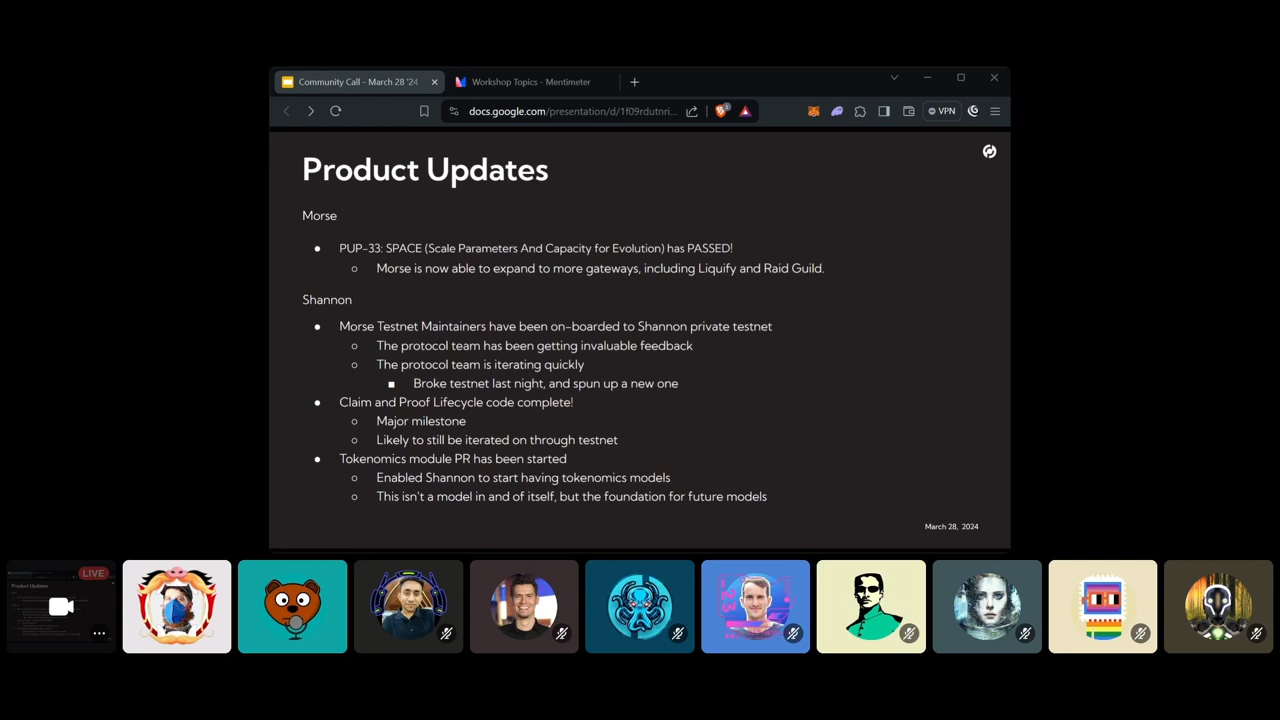 Community Call - March 28 '24
Workshop Topics - Mentimeter
docs.google.com/presentation/d/1f09rdutnri...
1
VPN
Product Updates
Morse
PUP-33: SPACE (Scale Parameters And Capacity for Evolution) has PASSED!
Morse is now able to expand to more gateways, including Liquify and Raid Guild.
Shannon
Morse Testnet Maintainers have been on-boarded to Shannon private testnet
The protocol team has been getting invaluable feedback
The protocol team is iterating quickly
Broke testnet last night, and spun up a new one
Claim and Proof Lifecycle code complete!
Major milestone
Likely to still be iterated on through testnet
Tokenomics module PR has been started
Enabled Shannon to start having tokenomics models
This isn't a model in and of itself, but the foundation for future models
March 28, 2024
LIVE
Product Updates